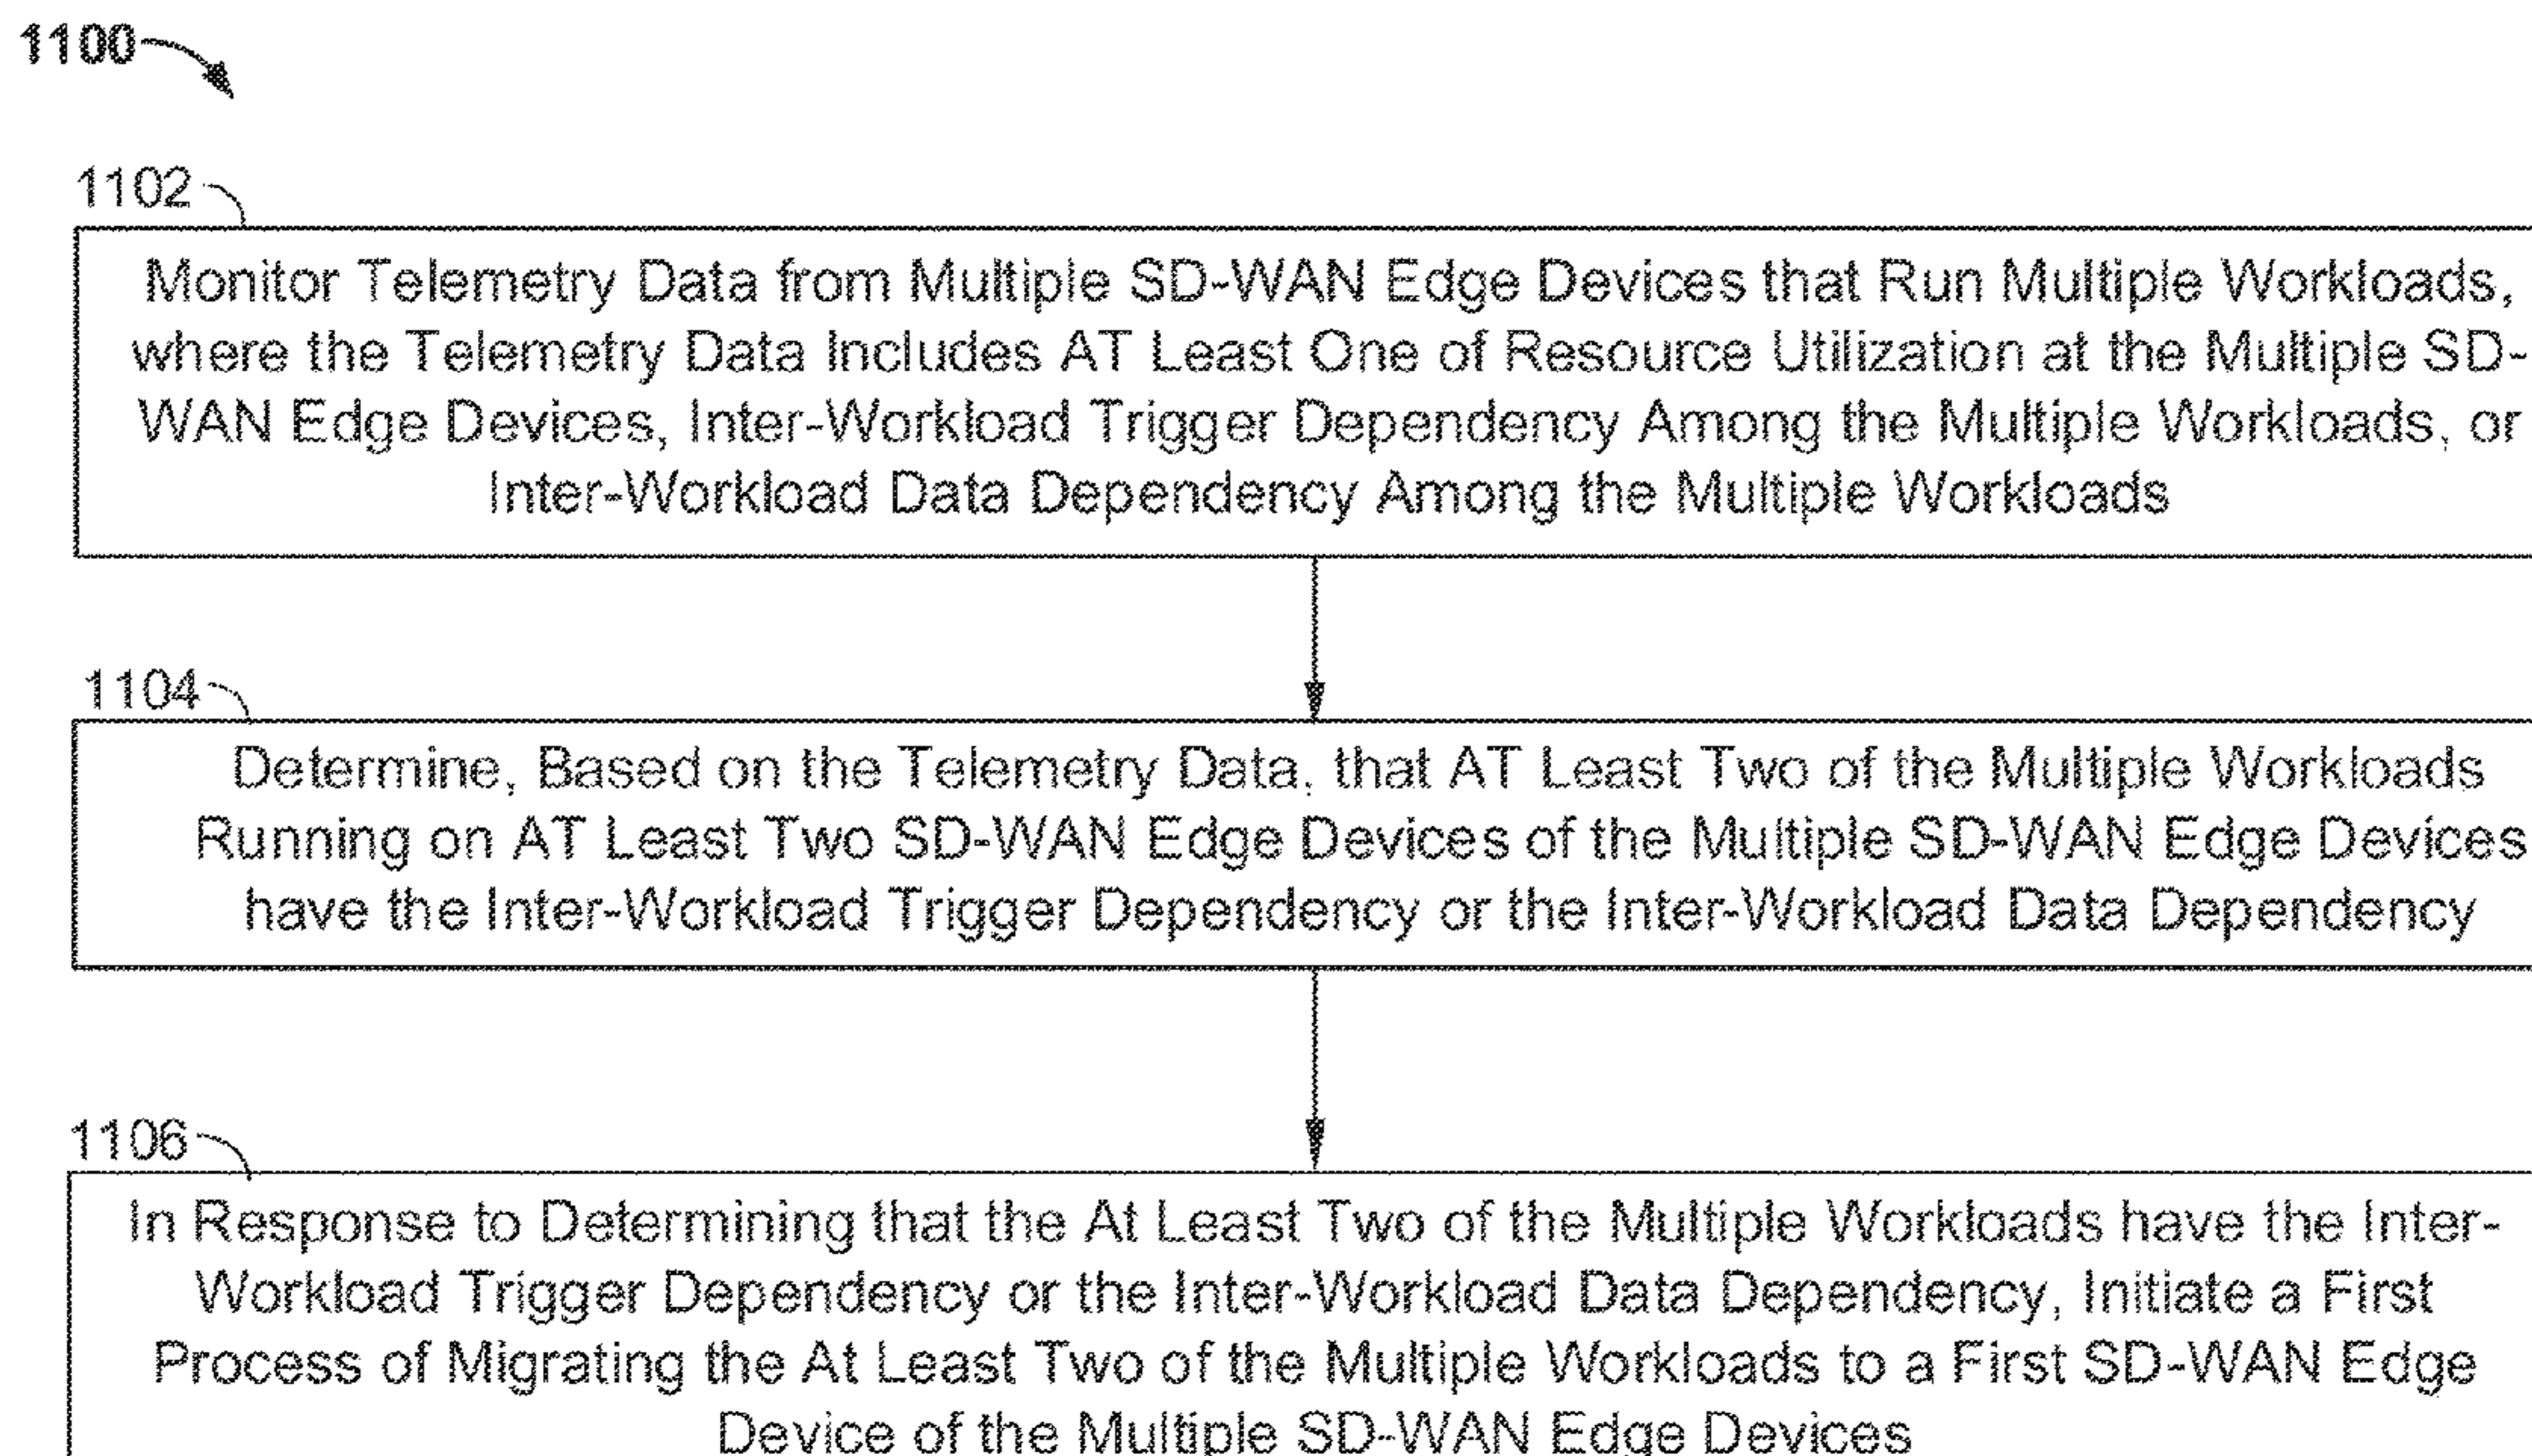 1100
1102
Monitor Telemetry Data from Multiple SD-WAN Edge Devices that Run Multiple Workloads,
where the Telemetry Data Includes AT Least One of Resource Utilization at the Multiple SD-
WAN Edge Devices, Inter-Workload Trigger Dependency Among the Multiple Workloads, or
Inter-Workload Data Dependency Among the Multiple Workloads
1104
Determine, Based on the Telemetry Data, that AT Least Two of the Multiple Workloads
Running on AT Least Two SD-WAN Edge Devices of the Multiple SD-WAN Edge Devices
have the Inter-Workload Trigger Dependency or the Inter-Workload Data Dependency
1106
In Response to Determining that the At Least Two of the Multiple Workloads have the Inter-
Workload Trigger Dependency or the Inter-Workload Data Dependency, Initiate a First
Process of Migrating the At Least Two of the Multiple Workloads to a First SD-WAN Edge
Device of the Multiple SD-WAN Edge Devices